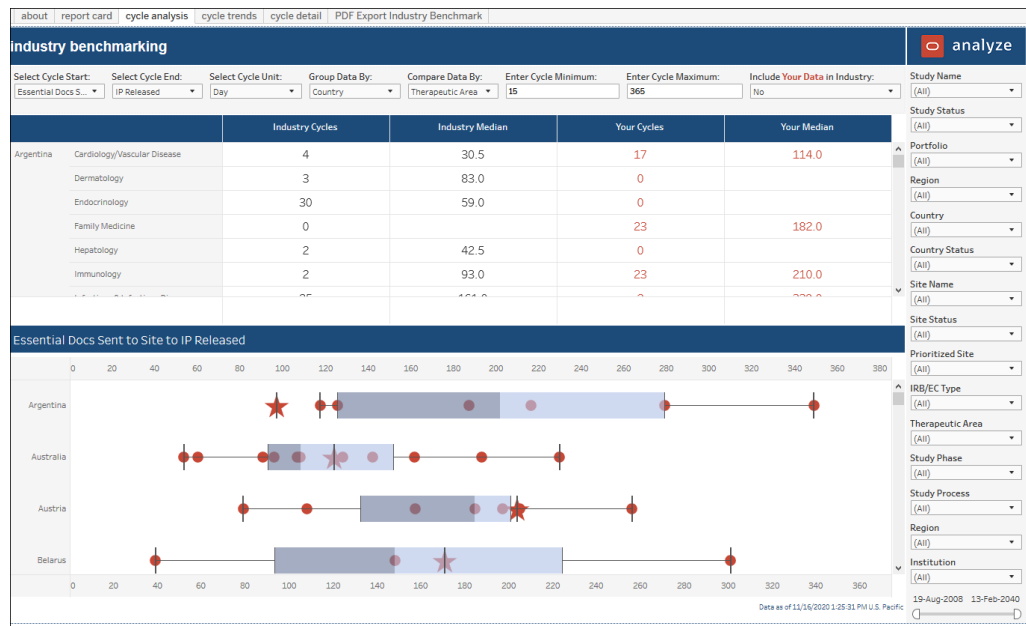 about report card cycle analysis cycle trends cycle detail PDF Export Industry Benchmark
industry benchmarking
analyze
Select Cycle Start: Select Cycle End: Select Cycle Unit: Group Data By: Compare Data By: Enter Cycle Minimum: Enter Cycle Maximum: Include Your Data in Industry:
Essential Docs S... IP Released Day Country Therapeutic Area 15 365 No
Industry Cycles Industry Median Your Cycles Your Median
Argentina Cardiology/Vascular Disease 4 30.5 17 114.0
Dermatology 3 83.0 0
Endocrinology 30 59.0 0
Family Medicine 0 23 182.0
Hepatology 2 42.5 0
Immunology 2 93.0 23 210.0
Essential Docs Sent to Site to IP Released
0 20 40 60 80 100 120 140 160 180 200 220 240 260 280 300 320 340 360 380
Argentina
Australia
Austria
Belarus
0 20 40 60 80 100 120 140 160 180 200 220 240 260 280 300 320 340 360
Data as of 11/16/2020 1:25:31 PM U.S. Pacific
Study Name
(All)
Study Status
(All)
Portfolio
(All)
Region
(All)
Country
(All)
Country Status
(All)
Site Name
(All)
Site Status
(All)
Prioritized Site
(All)
IRB/EC Type
(All)
Therapeutic Area
(All)
Study Phase
(All)
Study Process
(All)
Region
(All)
Institution
(All)
19-Aug-2008 13-Feb-2040